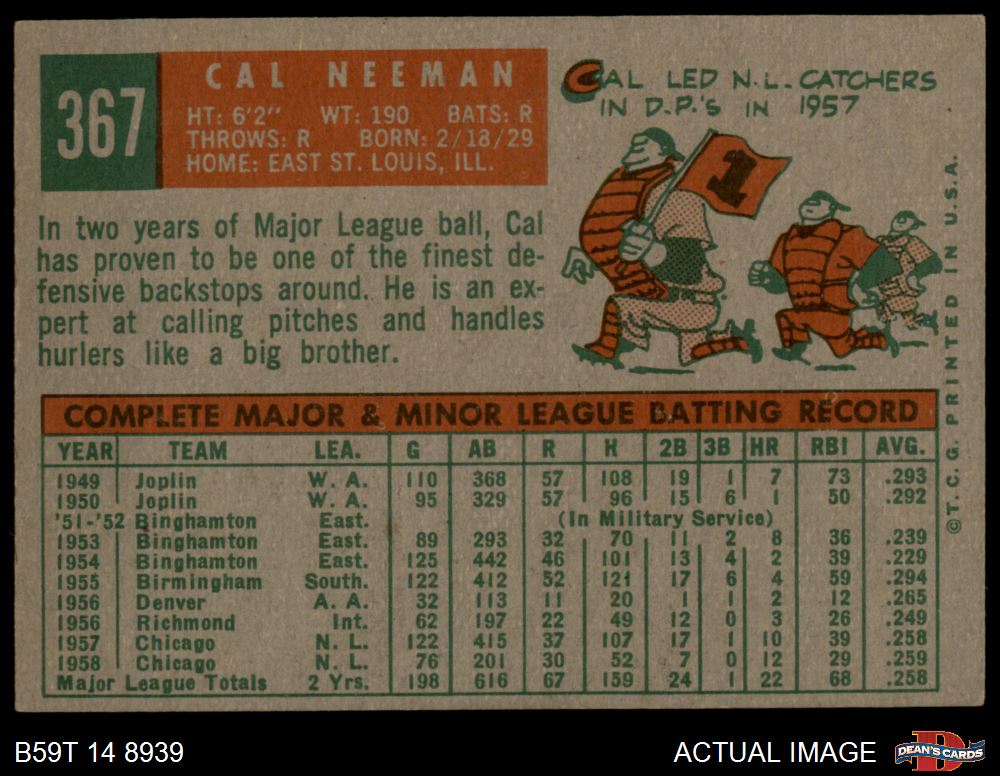 367
CAL NEEMAN
HT: 6'2" WT: 190 BATS: R
THROWS: R BORN: 2/18/29
HOME: EAST ST. LOUIS, ILL.
CAL LED N.L. CATCHERS
IN D.P.'S IN 1957
1
In two years of Major League ball, Cal
has proven to be one of the finest de-
fensive backstops around. He is an ex-
pert at calling pitches and handles
hurlers like a big brother.
COMPLETE MAJOR & MINOR LEAGUE BATTING RECORD
YEAR TEAM LEA. G AB R H 2B 3B HR RBI AVG.
1949 Joplin W. A. 110 368 57 108 19 1 7 73 .293
1950 Joplin W. A. 95 329 57 96 15 6 1 50 .292
'51-'52 Binghamton East. (In Military Service)
1953 Binghamton East. 89 293 32 70 11 2 8 36 .239
1954 Binghamton East. 125 442 46 101 13 4 2 39 .229
1955 Birmingham South. 122 412 52 121 17 6 4 59 .294
1956 Denver A. A. 32 113 11 20 1 1 2 12 .265
1956 Richmond Int. 62 197 22 49 12 0 3 26 .249
1957 Chicago N. L. 122 415 37 107 17 1 10 39 .258
1958 Chicago N. L. 76 201 30 52 7 0 12 29 .259
Major League Totals 2 Yrs. 198 616 67 159 24 1 22 68 .258
©T.C.G. PRINTED IN U.S.A.
B59T 14 8939
ACTUAL IMAGE
D
DEAN'S CARDS